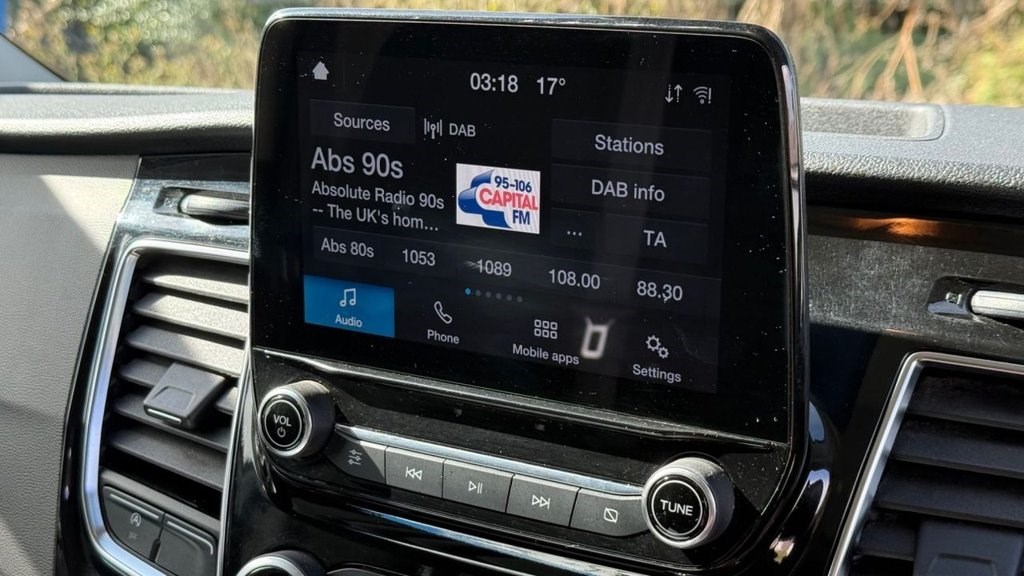 03:18 17°
Sources
DAB
Stations
Abs 90s
Absolute Radio 90s
-- The UK's hom...
95-106
CAPITAL
FM
DAB info
...
TA
Abs 80s 1053 1089 108.00 88.30
Audio
Phone
Mobile apps
Settings
VOL
TUNE